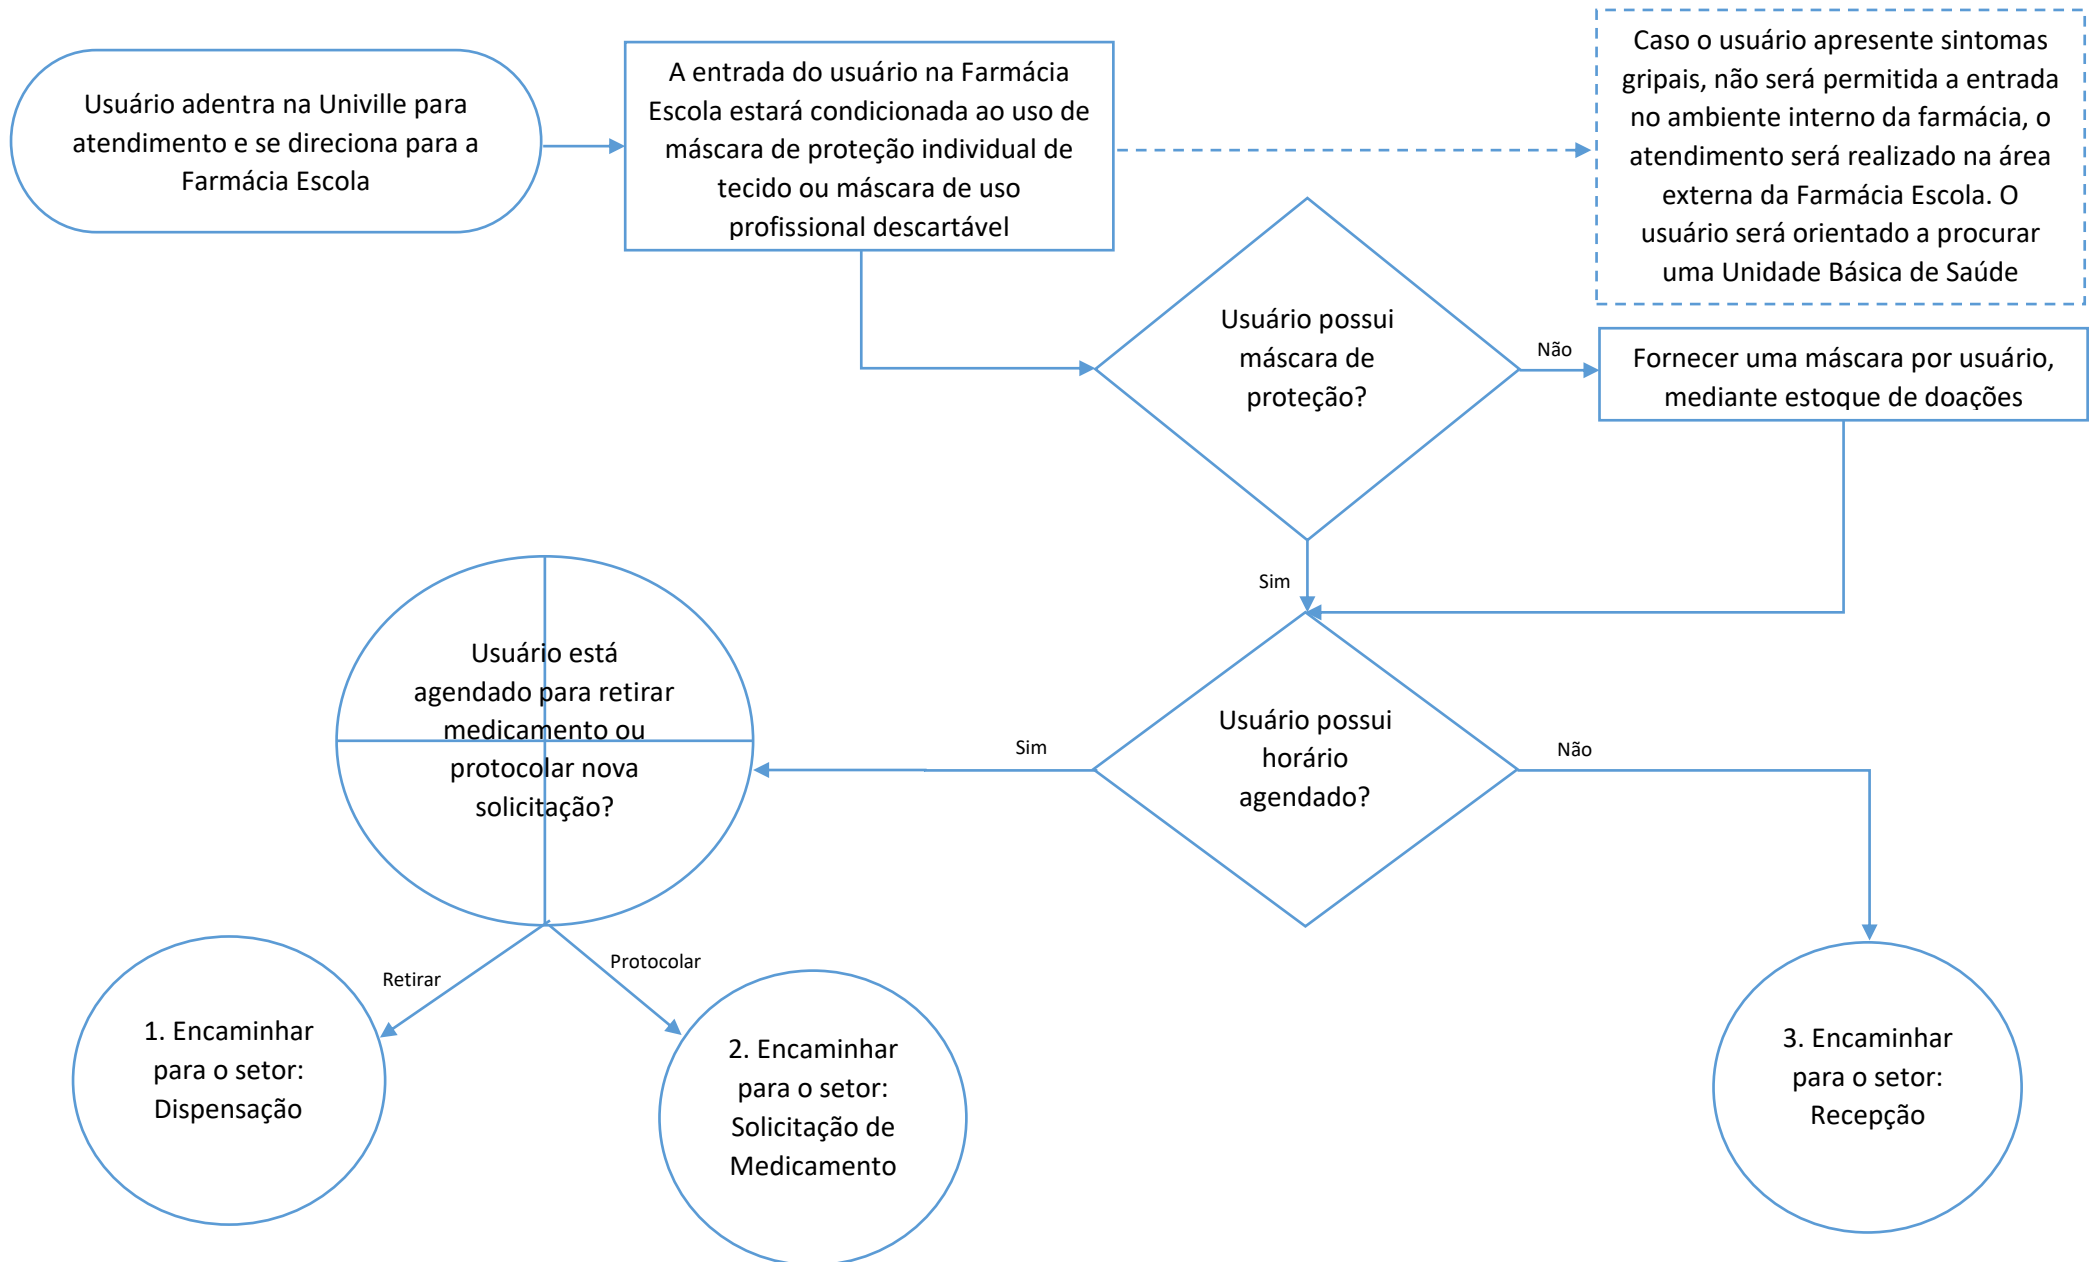 Usuário adentra na Univille para
atendimento e se direciona para a
Farmácia Escola
A entrada do usuário na Farmácia
Escola estará condicionada ao uso de
máscara de proteção individual de
tecido ou máscara de uso
profissional descartável
Caso o usuário apresente sintomas
gripais, não será permitida a entrada
no ambiente interno da farmácia, o
atendimento será realizado na área
externa da Farmácia Escola. O
usuário será orientado a procurar
uma Unidade Básica de Saúde
Usuário possui
máscara de
proteção?
Não
Fornecer uma máscara por usuário,
mediante estoque de doações
Sim
Usuário possui
horário
agendado?
Sim
Não
Usuário está
agendado para retirar
medicamento ou
protocolar nova
solicitação?
Retirar
Protocolar
1. Encaminhar
para o setor:
Dispensação
2. Encaminhar
para o setor:
Solicitação de
Medicamento
3. Encaminhar
para o setor:
Recepção